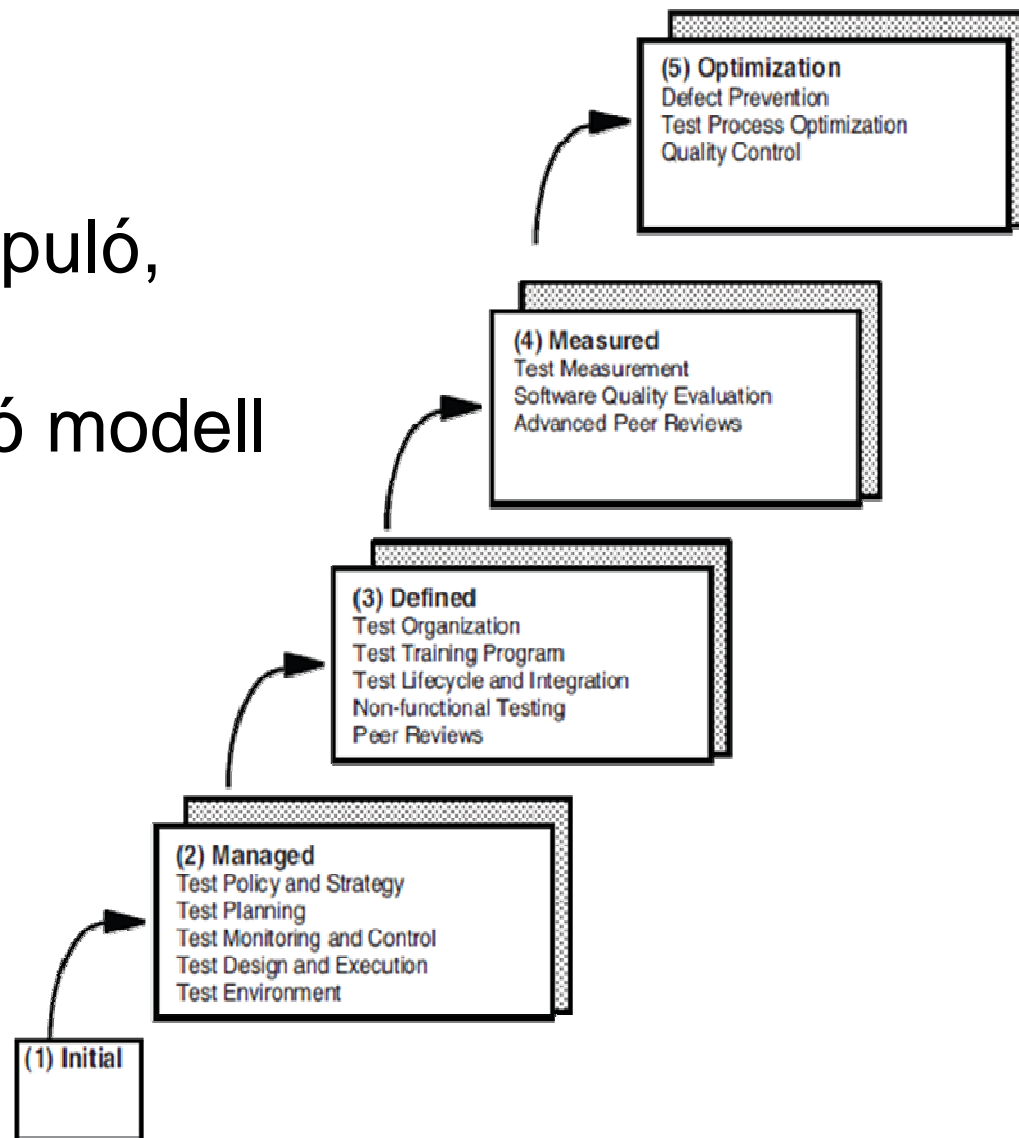 puló,
ó modell
(5) Optimization
Defect Prevention
Test Process Optimization
Quality Control
(4) Measured
Test Measurement
Software Quality Evaluation
Advanced Peer Reviews
(3) Defined
Test Organization
Test Training Program
Test Lifecycle and Integration
Non-functional Testing
Peer Reviews
(2) Managed
Test Policy and Strategy
Test Planning
Test Monitoring and Control
Test Design and Execution
Test Environment
(1) Initial